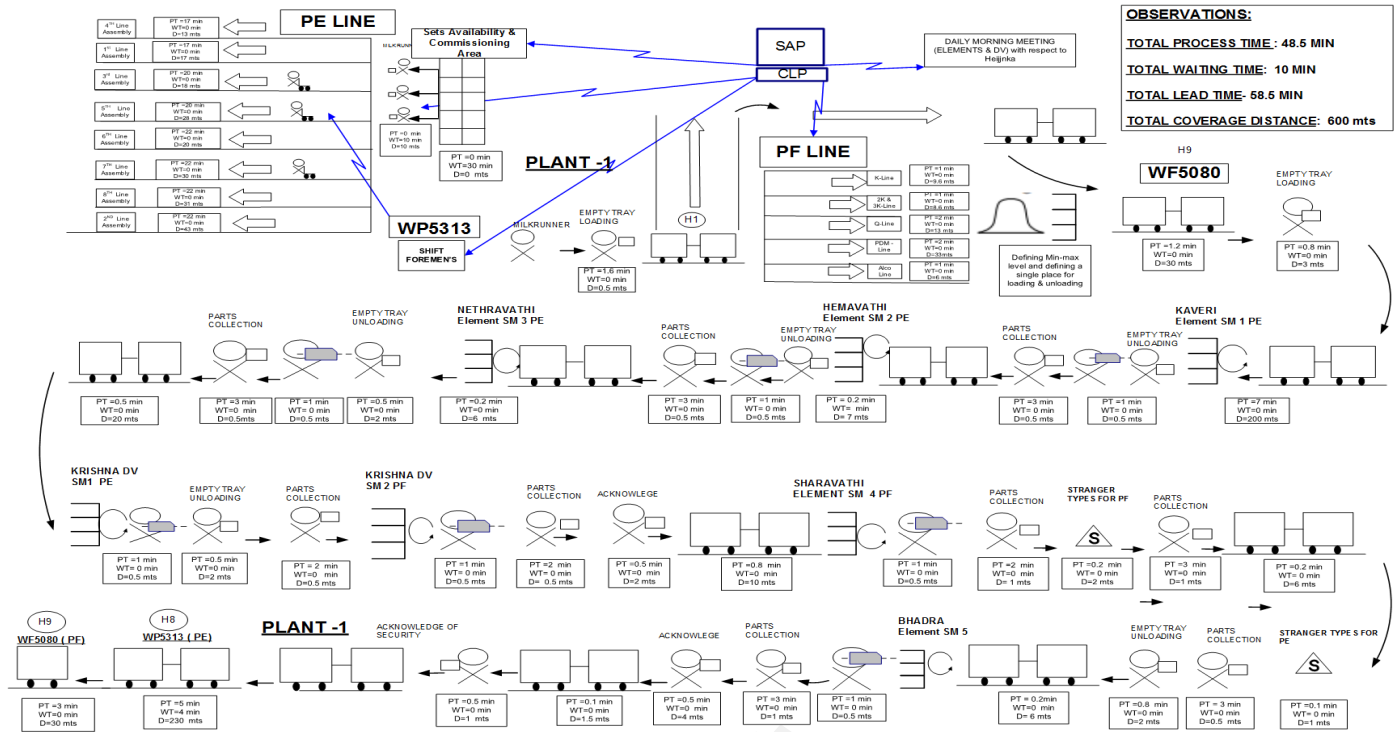 PE LINE
4TH Line
Assembly
PT =17 min
WT=0 min
D=13 mts
1st Line
Assembly
PT =17 min
WT=0 min
D=17 mts
3rd Line
Assembly
PT =20 min
WT=0 min
D=18 mts
5TH Line
Assembly
PT =20 min
WT=0 min
D=28 mts
6TH Line
Assembly
PT =22 min
WT=0 min
D=20 mts
7TH Line
Assembly
PT =22 min
WT=0 min
D=30 mts
8TH Line
Assembly
PT =22 min
WT=0 min
D=31 mts
2ND Line
Assembly
PT =22 min
WT=0 min
D=43 mts
Sets Availability &
Commissioning
Area
PT =0 min
WT=10 min
D=10 mts
PT =0 min
WT=30 min
D=0 mts
SAP
CLP
DAILY MORNING MEETING
(ELEMENTS & DV) with respect to
Heijinka
OBSERVATIONS:
TOTAL PROCESS TIME : 48.5 MIN
TOTAL WAITING TIME: 10 MIN
TOTAL LEAD TIME- 58.5 MIN
TOTAL COVERAGE DISTANCE: 600 mts
PLANT -1
WP5313
SHIFT
FOREMEN'S
MILKRUNNER
EMPTY TRAY
LOADING
PT =1.6 min
WT=0 min
D=0.5 mts
H1
PF LINE
K-Line
PT =1 min
WT=0 min
D=9.6 mts
2K &
3K-Line
PT =1 min
WT=0 min
D=8.6 mts
Q-Line
PT =2 min
WT=0 min
D=13 mts
PDM -
Line
PT =2 min
WT=0 min
D=33mts
Alco
Line
PT =1 min
WT=0 min
D=6 mts
Defining Min-max
level and defining a
single place for
loading & unloading
H9
WF5080
PT =1.2 min
WT=0 min
D=30 mts
EMPTY TRAY
LOADING
PT =0.8 min
WT=0 min
D=3 mts
PARTS
COLLECTION
EMPTY TRAY
UNLOADING
NETHRAVATHI
Element SM 3 PE
PARTS
COLLECTION
EMPTY TRAY
UNLOADING
HEMAVATHI
Element SM 2 PE
PARTS
COLLECTION
EMPTY TRAY
UNLOADING
KAVERI
Element SM 1 PE
PT =0.5 min
WT=0 min
D=20 mts
PT =3 min
WT=0 min
D=0.5mts
PT =1 min
WT= 0 min
D=0.5 mts
PT =0.5 min
WT=0 min
D=2 mts
PT =0.2 min
WT=0 min
D=6 mts
PT =3 min
WT=0 min
D=0.5 mts
PT =1 min
WT= 0 min
D=0.5 mts
PT = 0.2 min
WT= min
D= 7 mts
PT =3 min
WT= 0 min
D=0.5 mts
PT =1 min
WT= 0 min
D=0.5 mts
PT =7 min
WT=0 min
D=200 mts
KRISHNA DV
SM1 PE
EMPTY TRAY
UNLOADING
PARTS
COLLECTION
KRISHNA DV
SM 2 PF
PARTS
COLLECTION
ACKNOWLEGE
SHARAVATHI
ELEMENT SM 4 PF
PARTS
COLLECTION
STRANGER
TYPES FOR PF
S
PARTS
COLLECTION
PT =1 min
WT= 0 min
D=0.5 mts
PT =0.5 min
WT=0 min
D=2 mts
PT = 2 min
WT=0 min
D=0.5 mts
PT =1 min
WT= 0 min
D=0.5 mts
PT =2 min
WT=0 min
D= 0.5 mts
PT =0.5 min
WT=0 min
D=2 mts
PT =0.8 min
WT=0 min
D=10 mts
PT =1 min
WT= 0 min
D=0.5 mts
PT =2 min
WT=0 min
D= 1 mts
PT =0.2 min
WT= 0 min
D=2 mts
PT =3 min
WT=0 min
D=1 mts
PT =0.2 min
WT= 0 min
D=6 mts
H9
WF5080 ( PF)
H8
WP5313 ( PE)
PLANT -1
ACKNOWLEDGE OF
SECURITY
ACKNOWLEGE
PARTS
COLLECTION
BHADRA
Element SM 5
EMPTY TRAY
UNLOADING
PARTS
COLLECTION
STRANGER TYPES FOR
PE
S
PT =3 min
WT=0 min
D=30 mts
PT =5 min
WT=4 min
D=230 mts
PT =0.5 min
WT=0 min
D=1 mts
PT =0.1 min
WT=0 min
D=1.5 mts
PT =0.5 min
WT=0 min
D=4 mts
PT =3 min
WT=0 min
D=1 mts
PT =1 min
WT= 0 min
D=0.5 mts
PT = 0.2min
WT=0 min
D= 6 mts
PT =0.8 min
WT=0 min
D=2 mts
PT = 3 min
WT=0 min
D=0.5 mts
PT =0.1 min
WT= 0 min
D=1 mts